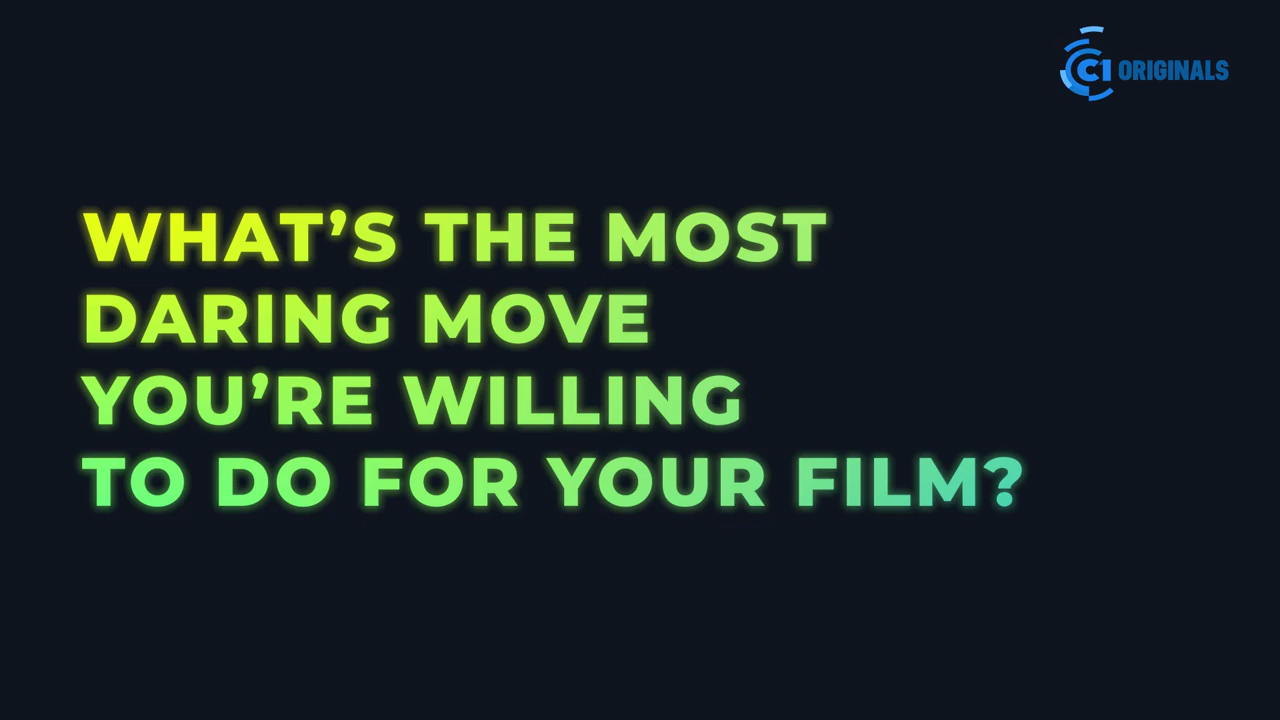 C1 ORIGINALS
WHAT’S THE MOST
DARING MOVE
YOU’RE WILLING
TO DO FOR YOUR FILM?